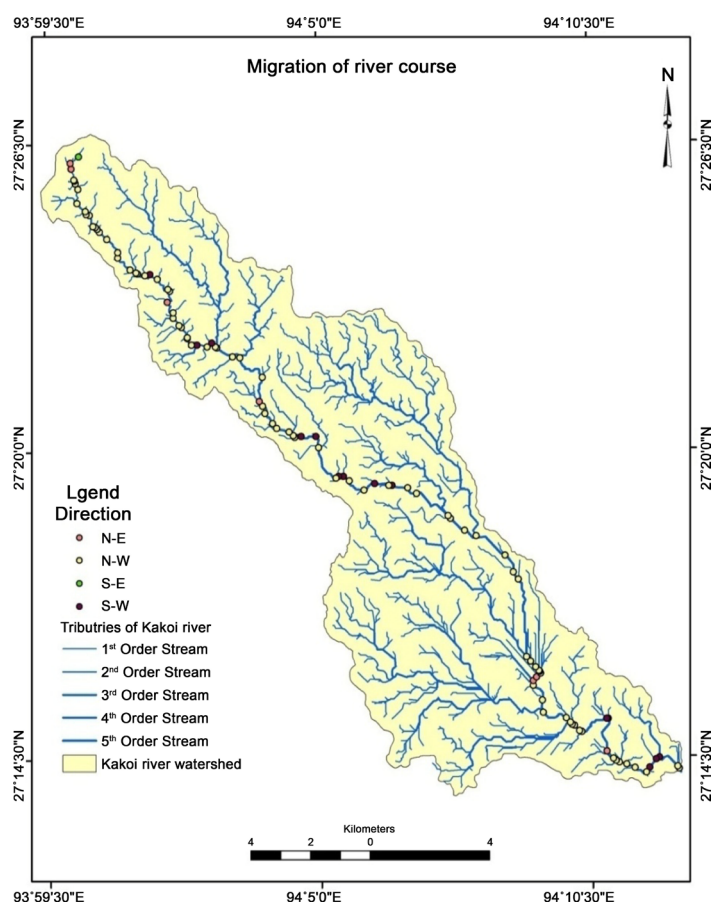 93°59'30"E 94°5'0"E 94°10'30"E
Migration of river course
N
27°26'30"N 27°26'30"N
27°20'0"N 27°20'0"N
Lgend
Direction
N-E
N-W
S-E
S-W
Tributries of Kakoi river
1st Order Stream
2nd Order Stream
3rd Order Stream
4th Order Stream
5th Order Stream
Kakoi river watershed
27°14'30"N 27°14'30"N
Kilometers
4 2 0 4
93°59'30"E 94°5'0"E 94°10'30"E